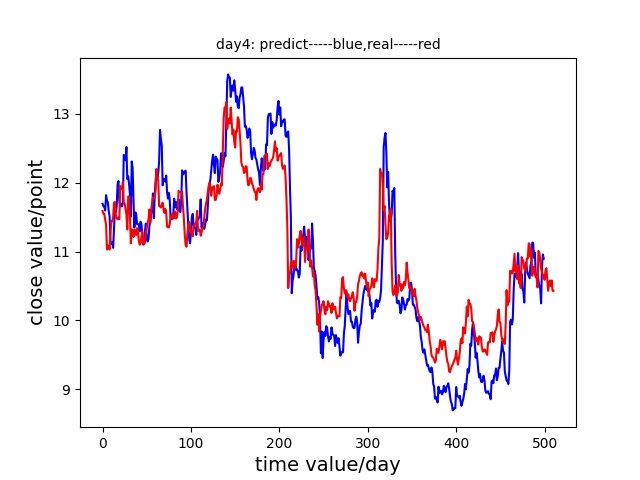 day4: predict-----blue,real-----red
close value/point
13
12
11
10
9
0 100 200 300 400 500
time value/day